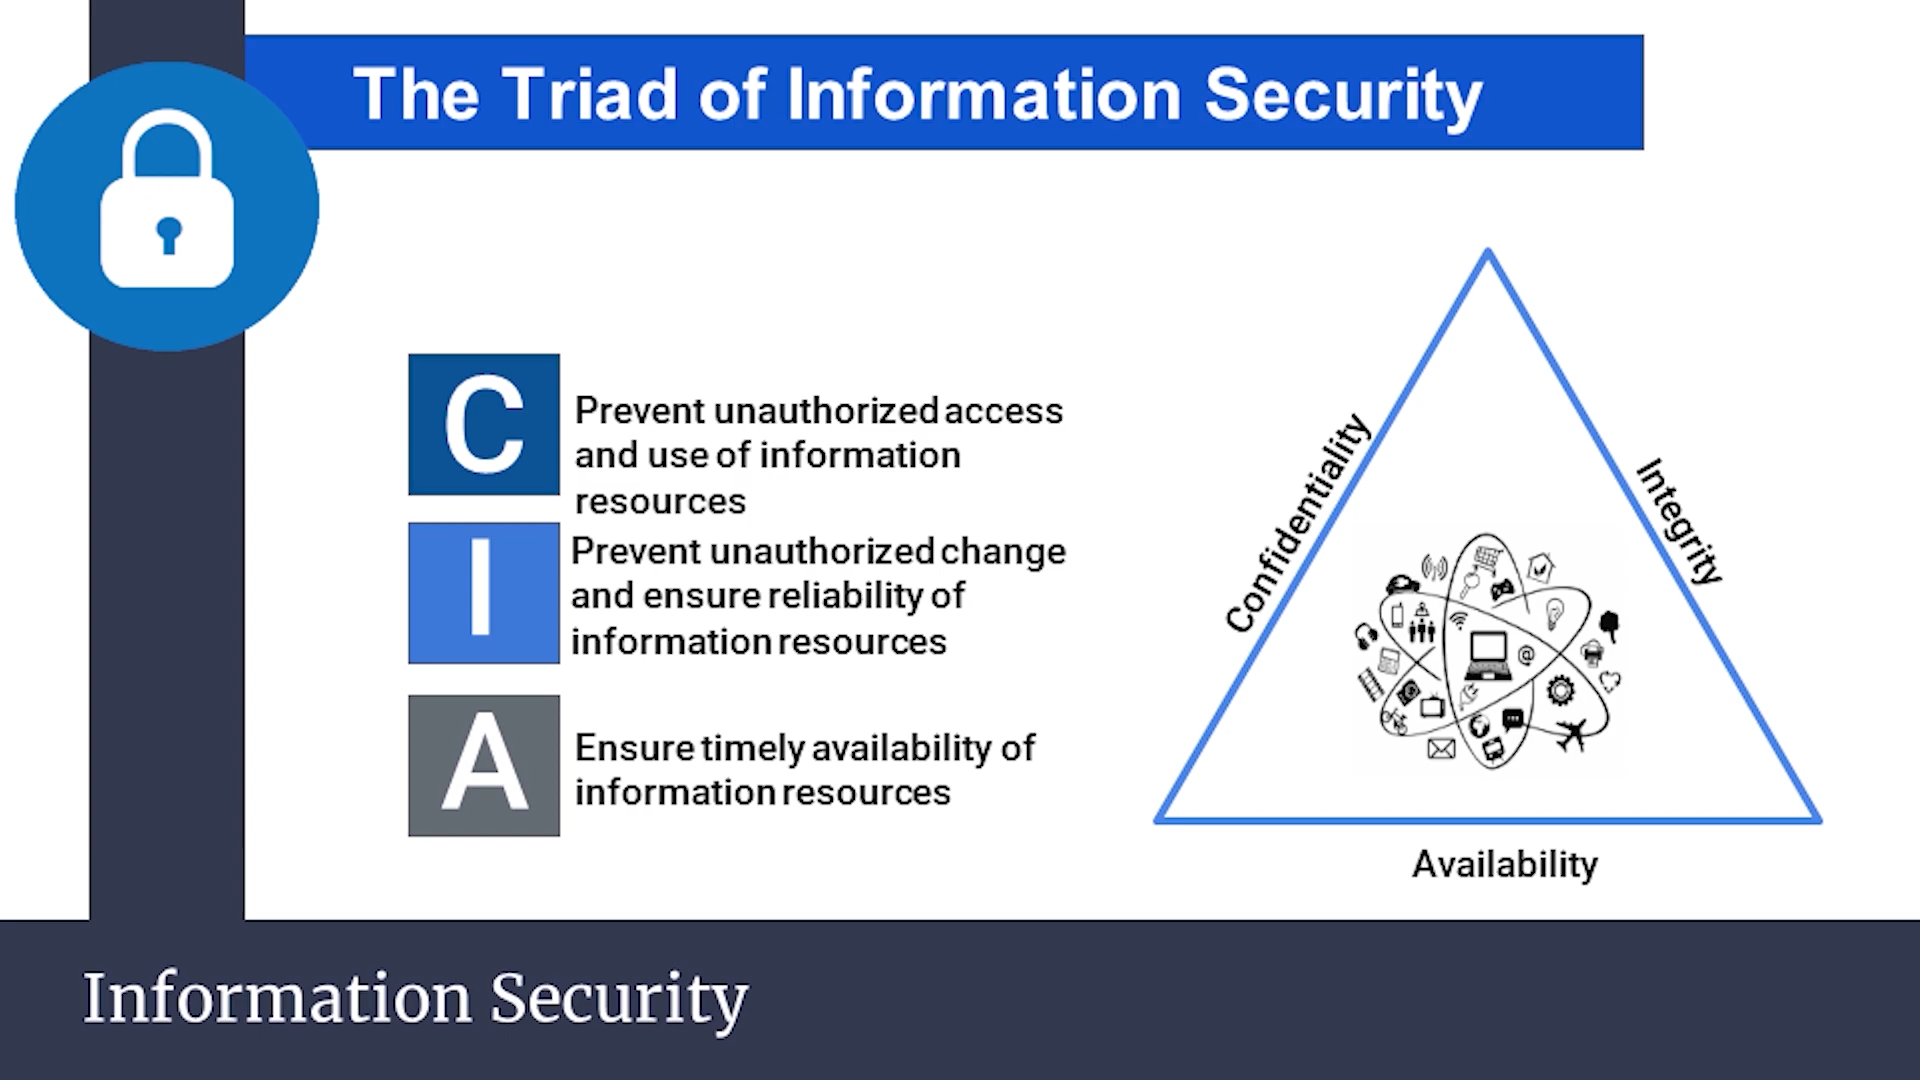 The Triad of Information Security
C
Prevent unauthorized access
and use of information
resources
I
Prevent unauthorized change
and ensure reliability of
information resources
A
Ensure timely availability of
information resources
Confidentiality
Integrity
@
Availability
Information Security